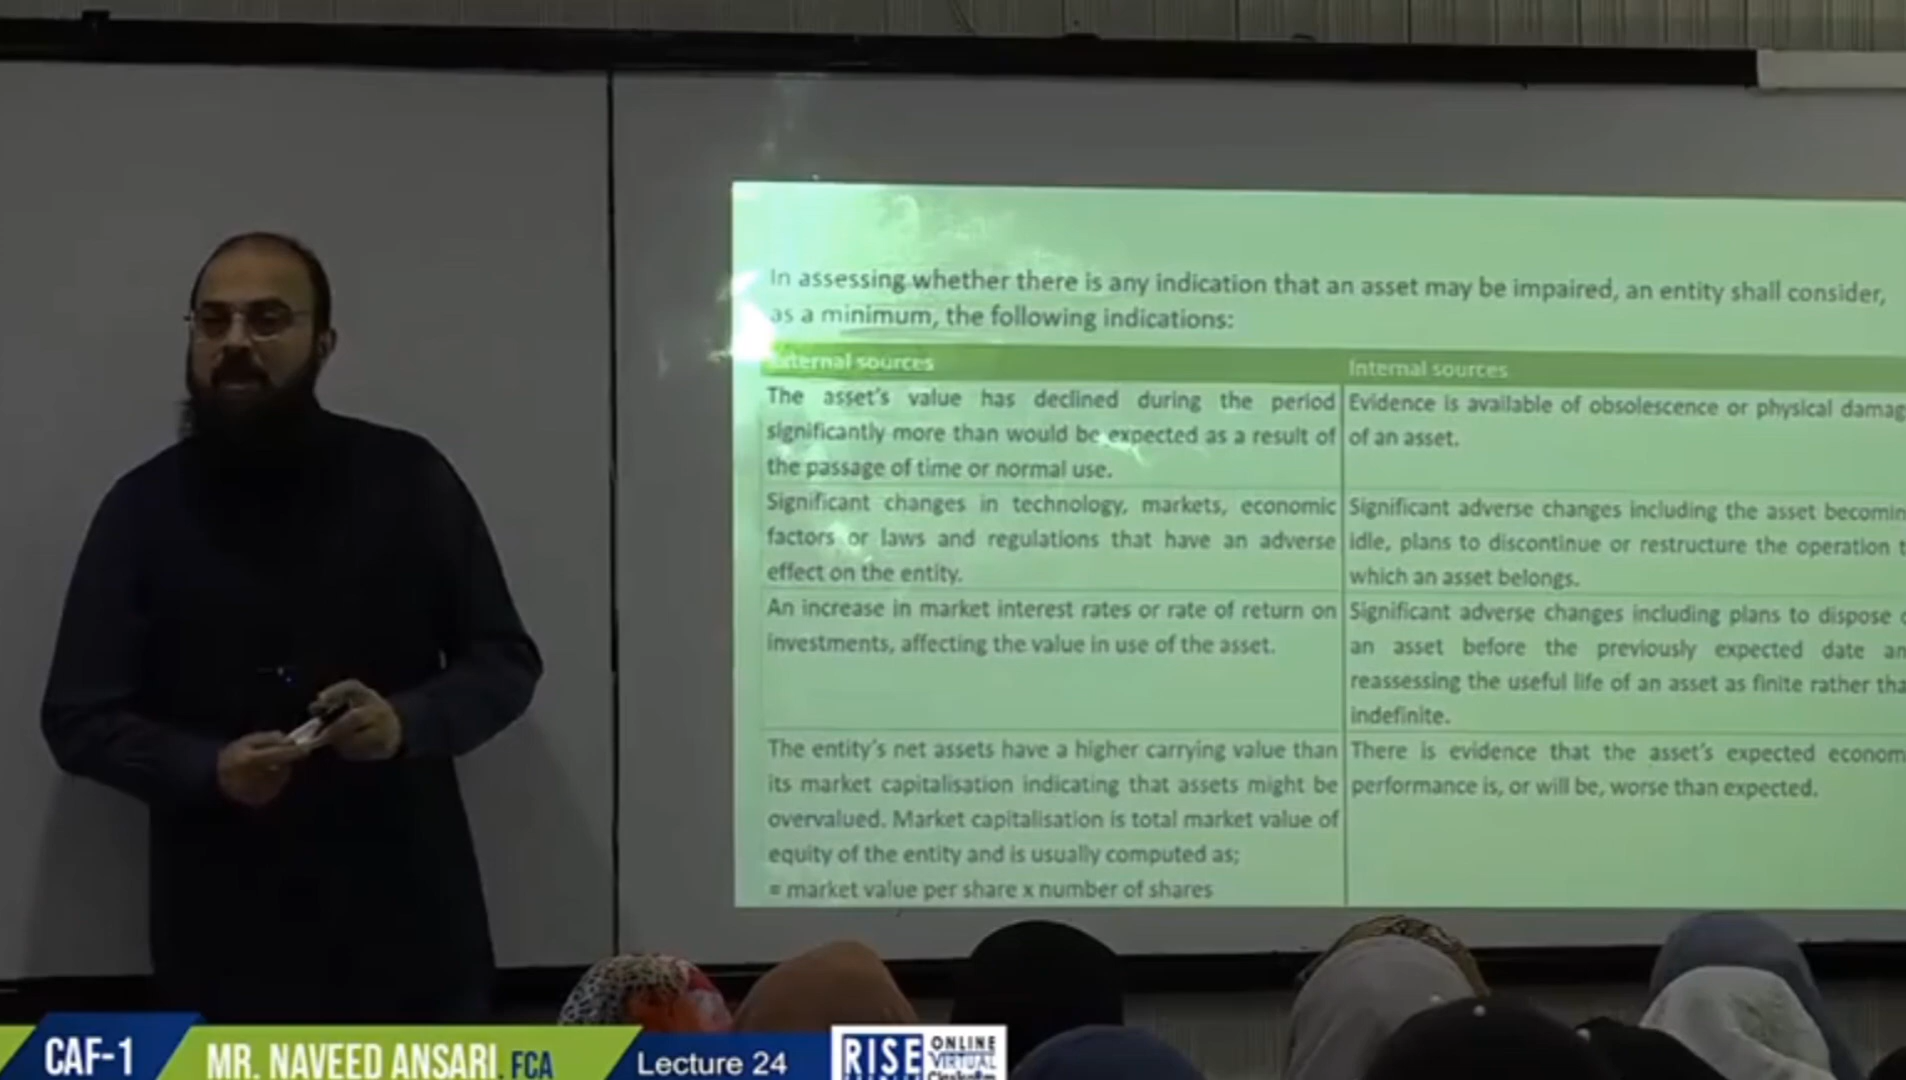 In assessing whether there is any indication that an asset may be impaired, an entity shall consider,
as a minimum, the following indications:
External sources
The asset's value has declined during the period
significantly more than would be expected as a result of
the passage of time or normal use.
Significant changes in technology, markets, economic
factors or laws and regulations that have an adverse
effect on the entity.
An increase in market interest rates or rate of return on
investments, affecting the value in use of the asset.
The entity's net assets have a higher carrying value than
its market capitalisation indicating that assets might be
overvalued. Market capitalisation is total market value of
equity of the entity and is usually computed as;
= market value per share x number of shares
Internal sources
Evidence is available of obsolescence or physical damag
of an asset.
Significant adverse changes including the asset becomin
idle, plans to discontinue or restructure the operation t
which an asset belongs.
Significant adverse changes including plans to dispose
an asset before the previously expected date an
reassessing the useful life of an asset as finite rather tha
indefinite.
There is evidence that the asset's expected econom
performance is, or will be, worse than expected.
CAF-1
MR. NAVEED ANSARI, FCA
Lecture 24
RISE
ONLINE
VIRTUAL